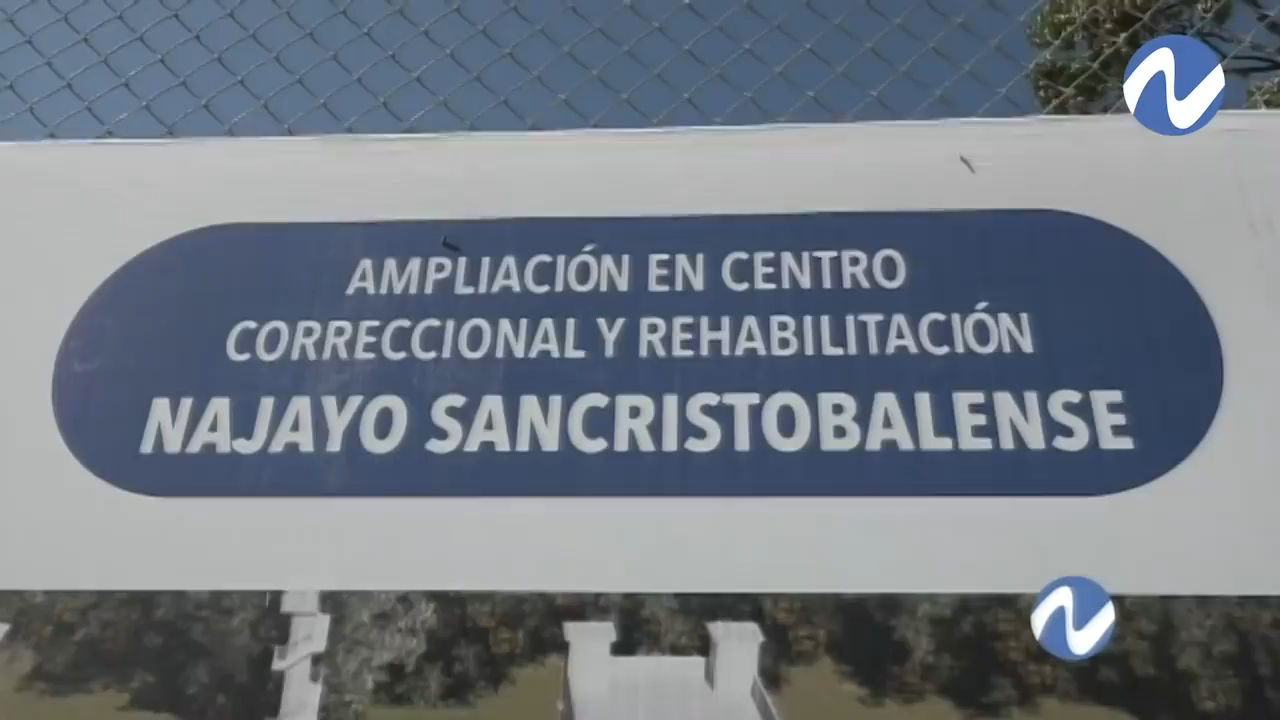 AMPLIACIÓN EN CENTRO
CORRECCIONAL Y REHABILITACIÓN
NAJAYO SANCRISTOBALENSE